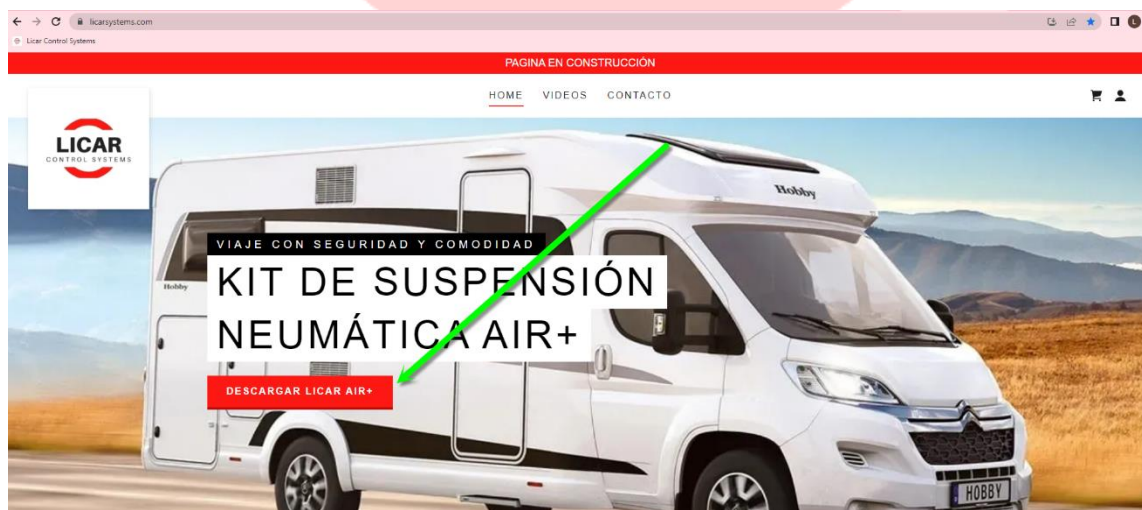 licarsystems.com
Licar Control Systems
PAGINA EN CONSTRUCCIÓN
HOME VIDEOS CONTACTO
LICAR
CONTROL SYSTEMS
Hobby
VIAJE CON SEGURIDAD Y COMODIDAD
KIT DE SUSPENSIÓN
Hobby
NEUMÁTICA AIR+
DESCARGAR LICAR AIR+
HOBBY